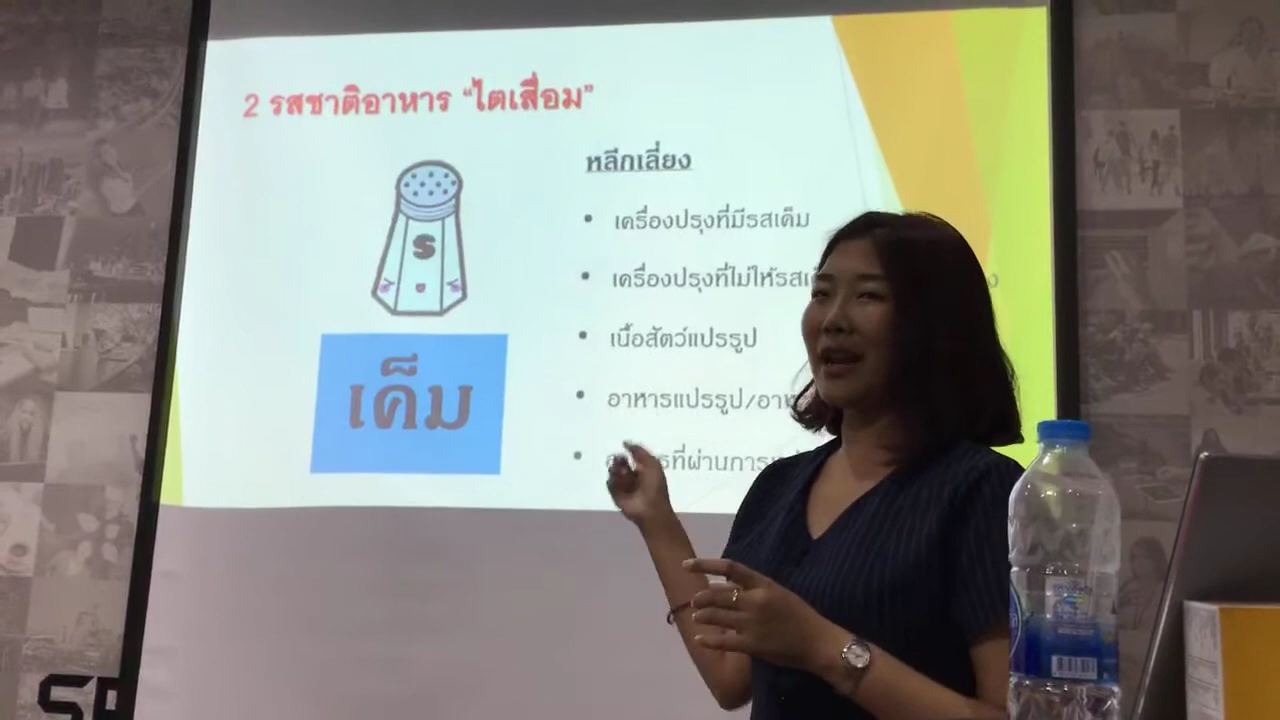 2 รสชาติอาหาร “ไตเสื่อม”
S
เค็ม
หลีกเลี่ยง
• เครื่องปรุงที่มีรสเค็ม
• เครื่องปรุงที่ไม่ให้รส
• เนื้อสัตว์แปรรูป
• อาหารแปรรูป/
• ที่ผ่านการ